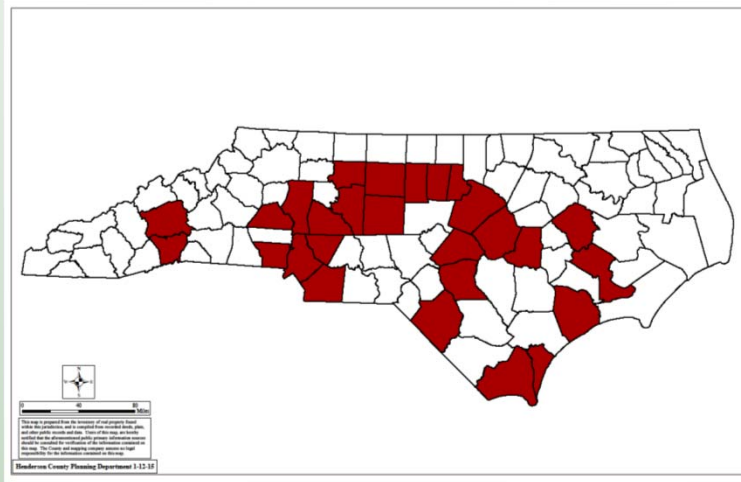 N
W E
S
0 40 80
Miles
This map is prepared from the inventory of real property found
within this jurisdiction, and is compiled from recorded deeds, plats,
and other public records and data. Users of this map, are hereby
notified that the aforementioned public primary information sources
should be consulted for verification of the information contained on
this map. The County and mapping company assume no legal
responsibility for the information contained on this map.
Henderson County Planning Department 1-12-15